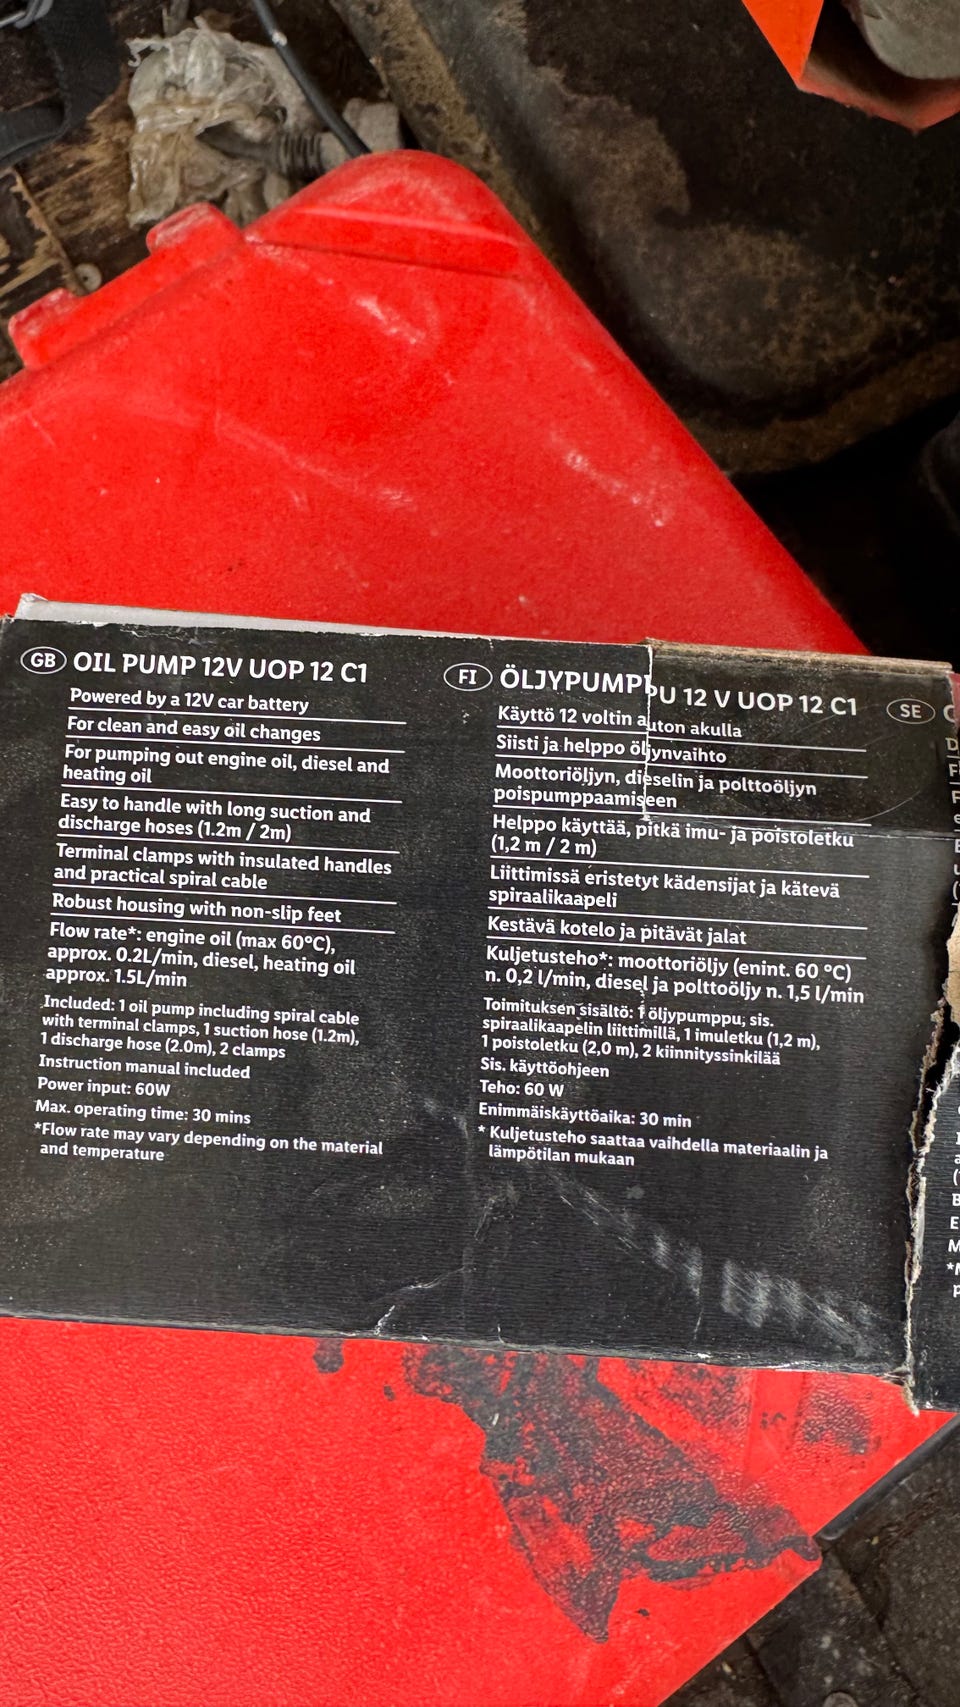 GB OIL PUMP 12V UOP 12 C1
Powered by a 12V car battery
For clean and easy oil changes
For pumping out engine oil, diesel and
heating oil
Easy to handle with long suction and
discharge hoses (1.2m / 2m)
Terminal clamps with insulated handles
and practical spiral cable
Robust housing with non-slip feet
Flow rate*: engine oil (max 60°C),
approx. 0.2L/min, diesel, heating oil
approx. 1.5L/min
Included: 1 oil pump including spiral cable
with terminal clamps, 1 suction hose (1.2m),
1 discharge hose (2.0m), 2 clamps
Instruction manual included
Power input: 60W
Max. operating time: 30 mins
*Flow rate may vary depending on the material
and temperature
FI ÖLJYPUMPPU 12 V UOP 12 C1
Käyttö 12 voltin auton akulla
Siisti ja helppo öljynvaihto
Moottoriöljyn, dieselin ja polttoöljyn
poispumppaamiseen
Helppo käyttää, pitkä imu- ja poistoletku
(1,2 m / 2 m)
Liittimissä eristetyt kädensijat ja kätevä
spiraalikaapeli
Kestävä kotelo ja pitävät jalat
Kuljetusteho*: moottoriöljy (enint. 60 °C)
n. 0,2 l/min, diesel ja polttoöljy n. 1,5 l/min
Toimituksen sisältö: 1 öljypumppu, sis.
spiraalikaapelin liittimillä, 1 imuletku (1,2 m),
1 poistoletku (2,0 m), 2 kiinnityssinkilää
Sis. käyttöohjeen
Teho: 60 W
Enimmäiskäyttöaika: 30 min
* Kuljetusteho saattaa vaihdella materiaalin ja
lämpötilan mukaan
SE